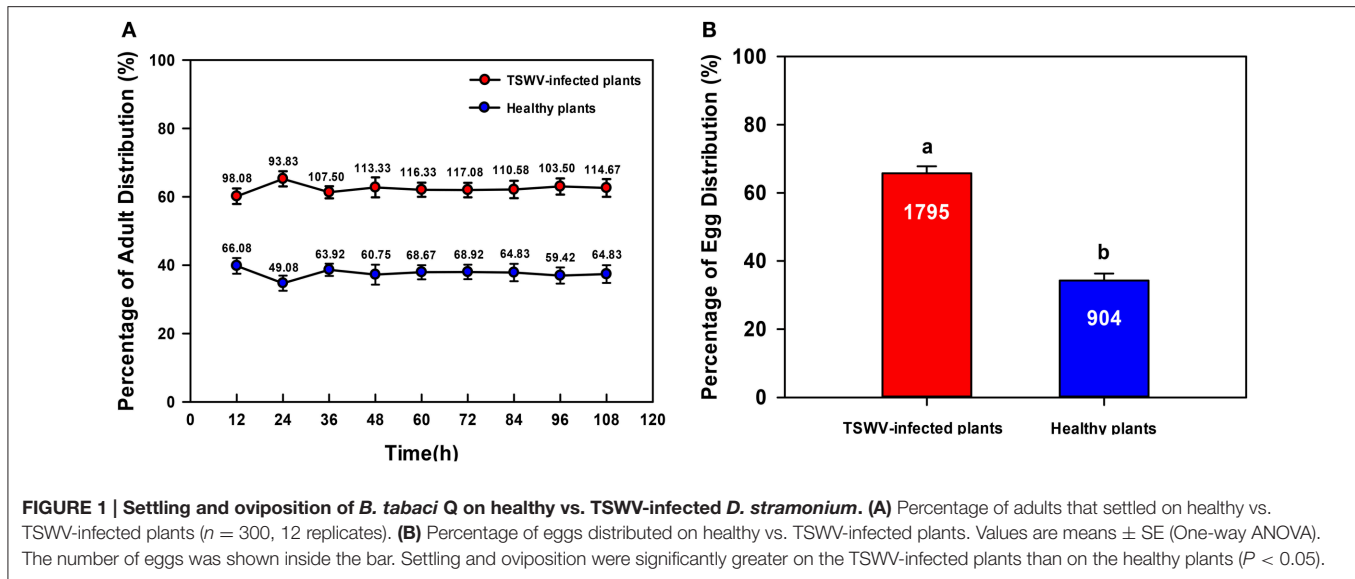 A
Percentage of Adult Distribution (%)
100
80
60
40
20
0
TSWV-infected plants
Healthy plants
98.08 93.83 107.50 113.33 116.33 117.08 110.58 103.50 114.67
66.08 49.08 63.92 60.75 68.67 68.92 64.83 59.42 64.83
0 12 24 36 48 60 72 84 96 108 120
Time(h)
B
Percentage of Egg Distribution (%)
100
80
60
40
20
0
a
1795
b
904
TSWV-infected plants Healthy plants
FIGURE 1 | Settling and oviposition of B. tabaci Q on healthy vs. TSWV-infected D. stramonium. (A) Percentage of adults that settled on healthy vs.
TSWV-infected plants (n = 300, 12 replicates). (B) Percentage of eggs distributed on healthy vs. TSWV-infected plants. Values are means ± SE (One-way ANOVA).
The number of eggs was shown inside the bar. Settling and oviposition were significantly greater on the TSWV-infected plants than on the healthy plants (P < 0.05).